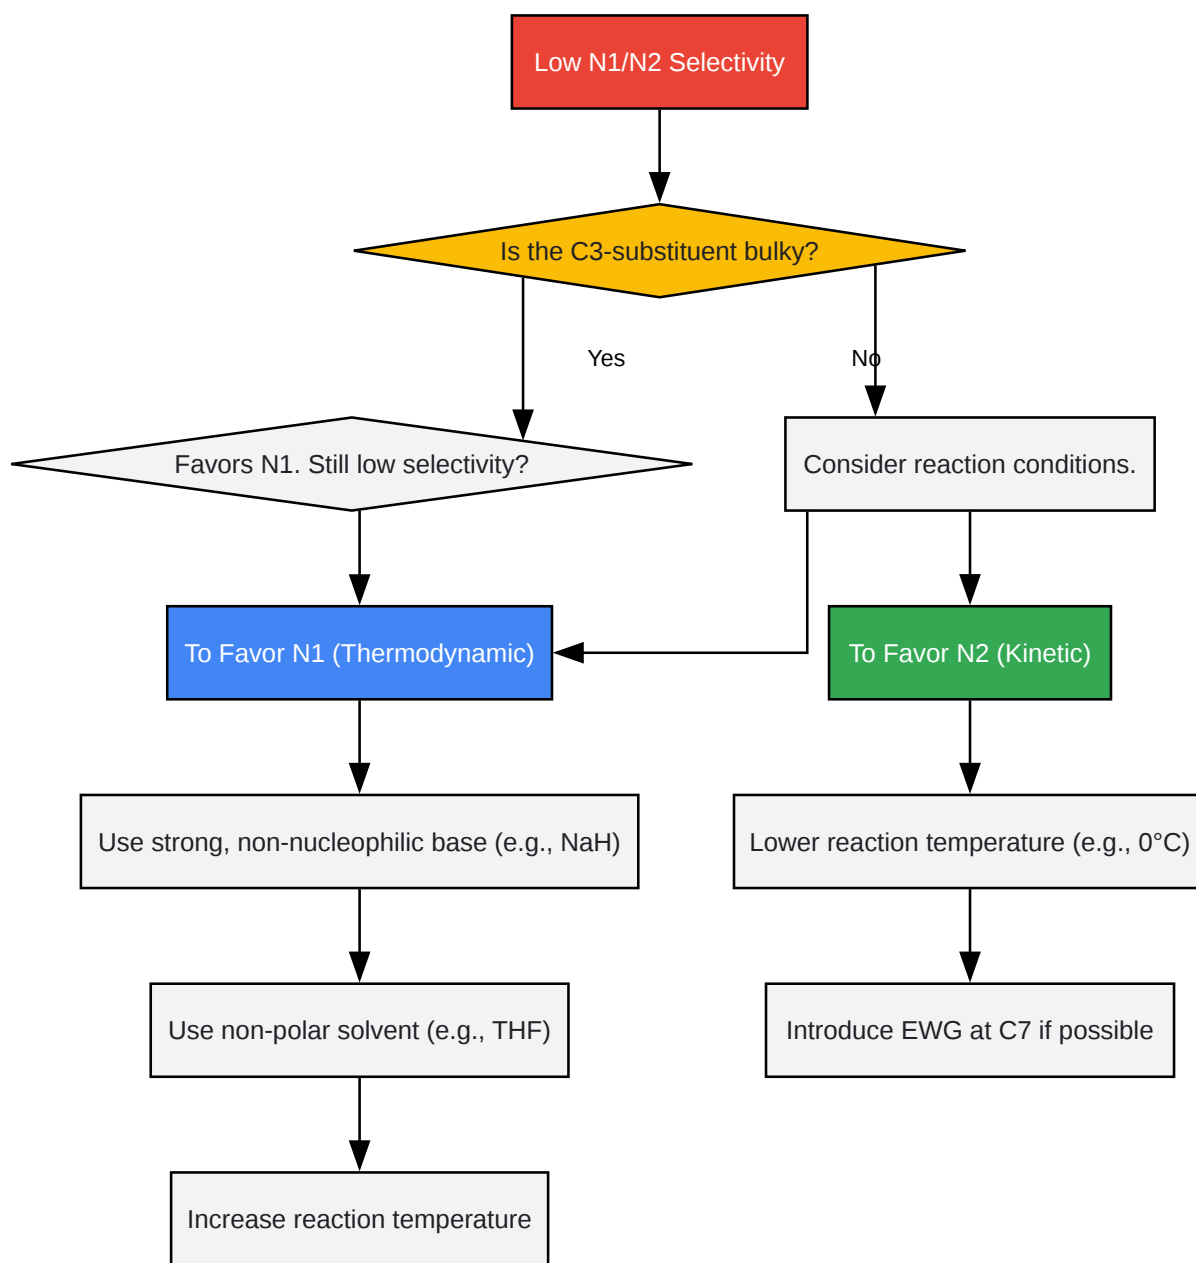 Low N1/N2 Selectivity
Is the C3-substituent bulky?
Yes
No
Favors N1. Still low selectivity?
Consider reaction conditions.
To Favor N1 (Thermodynamic)
To Favor N2 (Kinetic)
Use strong, non-nucleophilic base (e.g., NaH)
Lower reaction temperature (e.g., 0°C)
Use non-polar solvent (e.g., THF)
Introduce EWG at C7 if possible
Increase reaction temperature